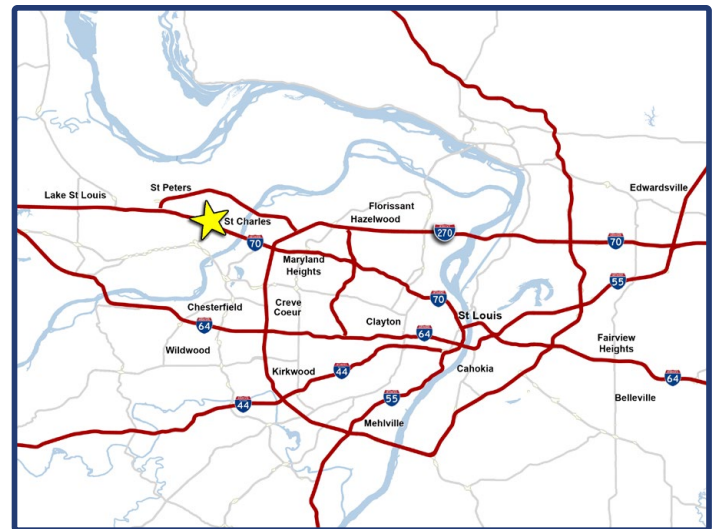 St Peters
Lake St Louis
Edwardsville
Florissant
Hazelwood
St Charles
270
70
70
Maryland
Heights
55
Chesterfield
Creve
Coeur
70
St Louis
64
Clayton
64
Fairview
Heights
Wildwood
Kirkwood
44
Cahokia
64
44
55
Belleville
Mehlville